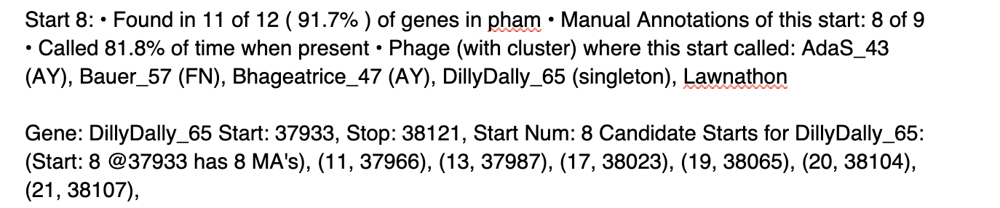 Start 8: • Found in 11 of 12 ( 91.7% ) of genes in pham • Manual Annotations of this start: 8 of 9
• Called 81.8% of time when present • Phage (with cluster) where this start called: AdaS_43
(AY), Bauer_57 (FN), Bhageatrice_47 (AY), DillyDally_65 (singleton), Lawnathon
Gene: DillyDally_65 Start: 37933, Stop: 38121, Start Num: 8 Candidate Starts for DillyDally_65:
(Start: 8 @37933 has 8 MA's), (11, 37966), (13, 37987), (17, 38023), (19, 38065), (20, 38104),
(21, 38107),